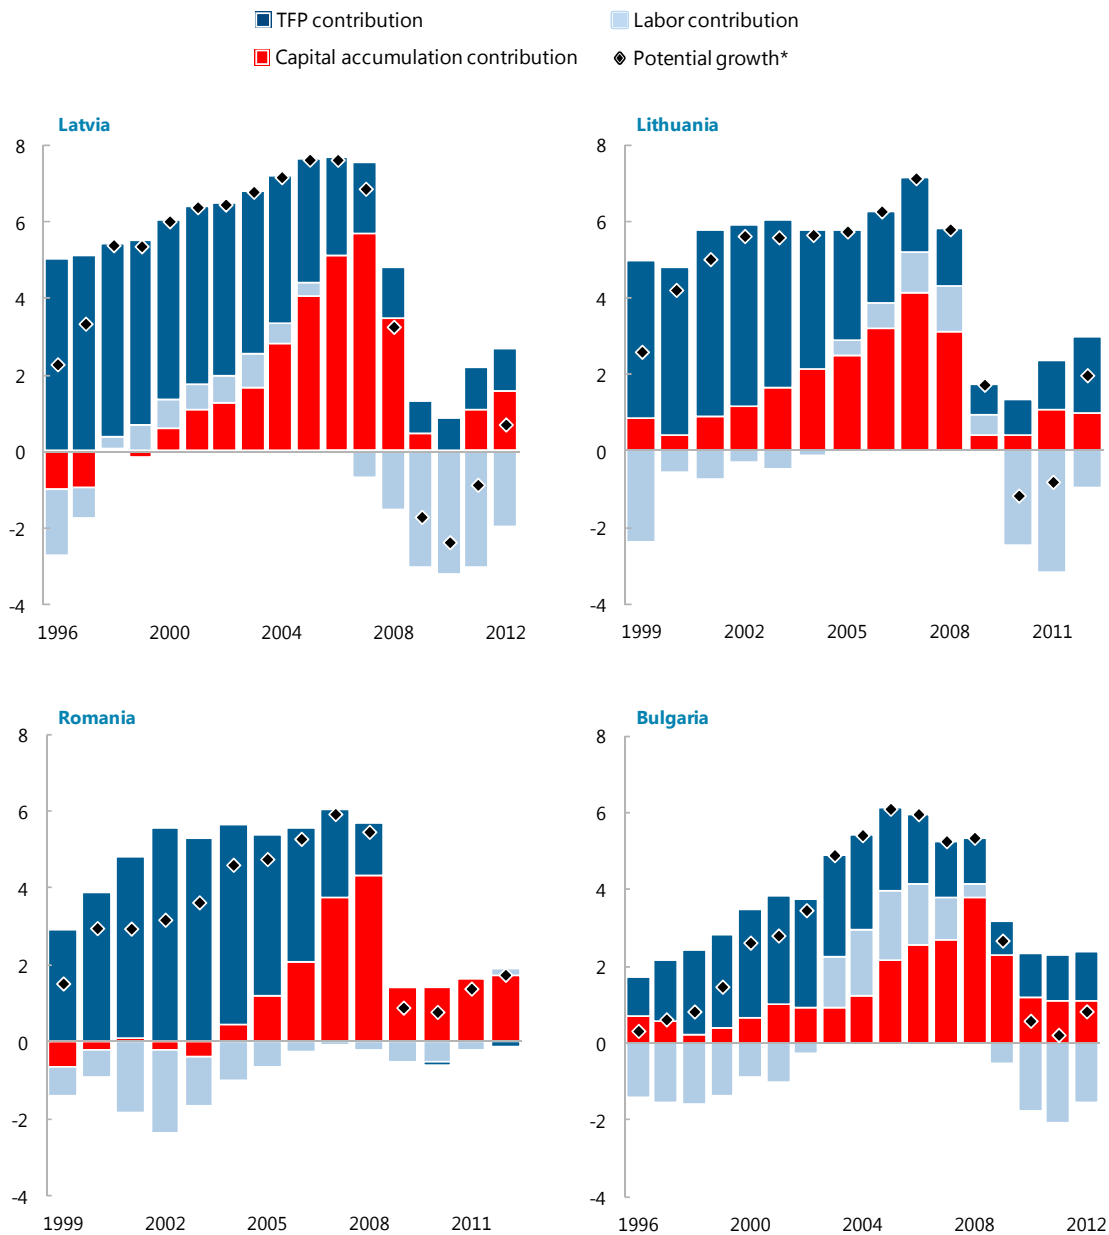 TFP contribution
Labor contribution
Capital accumulation contribution
Potential growth*
Latvia
Lithuania
8
6
4
2
0
-2
-4
1996 2000 2004 2008 2012
8
6
4
2
0
-2
-4
1999 2002 2005 2008 2011
Romania
Bulgaria
8
6
4
2
0
-2
-4
1999 2002 2005 2008 2011
8
6
4
2
0
-2
-4
1996 2000 2004 2008 2012